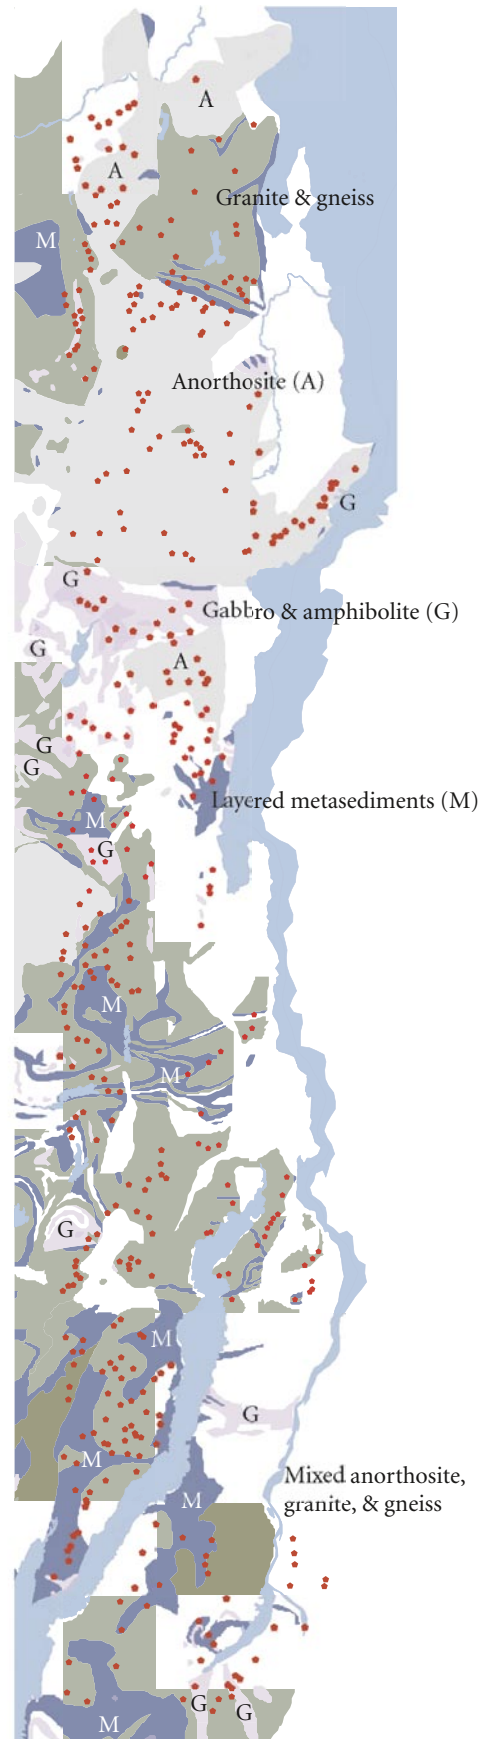 A
A
Granite & gneiss
M
Anorthosite (A)
G
G
Gabbro & amphibolite (G)
G
A
G
G
Layered metasediments (M)
M
G
M
M
G
M
G
M
Mixed anorthosite,
granite, & gneiss
M
G
G
M